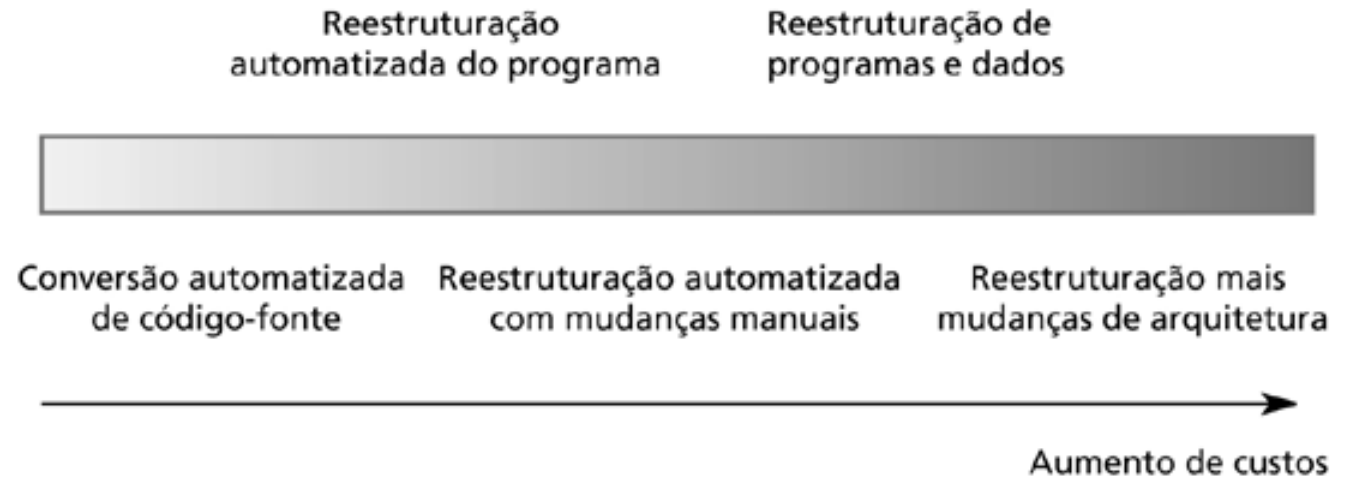 Reestruturação
automatizada do programa
Reestruturação de
programas e dados
Conversão automatizada
de código-fonte
Reestruturação automatizada
com mudanças manuais
Reestruturação mais
mudanças de arquitetura
Aumento de custos